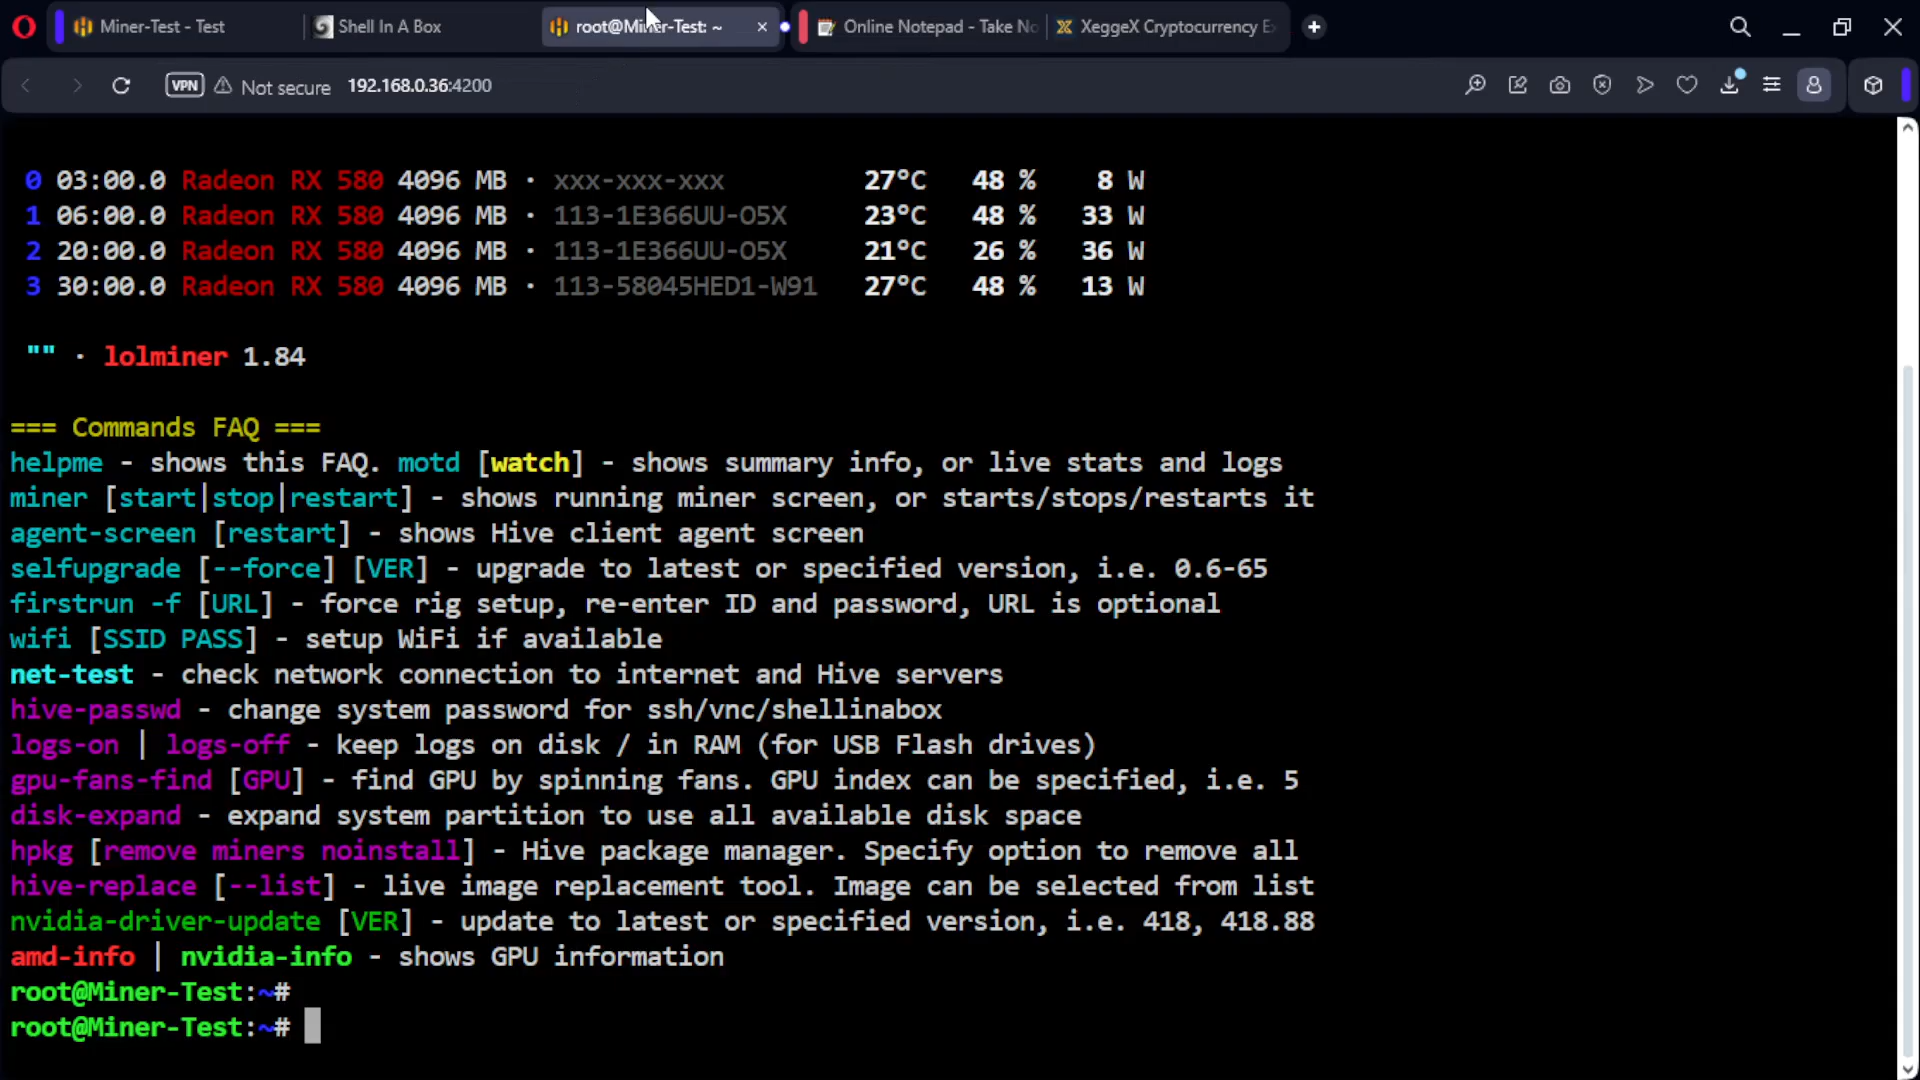 Miner-Test - Test
Shell In A Box
root@Miner-Test: ~
Online Notepad - Take No
XeggeX Cryptocurrency Ex
VPN
Not secure
192.168.0.36:4200
0 03:00.0 Radeon RX 580 4096 MB · xxx-xxx-xxx 27°C 48 % 8 W
1 06:00.0 Radeon RX 580 4096 MB · 113-1E366UU-O5X 23°C 48 % 33 W
2 20:00.0 Radeon RX 580 4096 MB · 113-1E366UU-O5X 21°C 26 % 36 W
3 30:00.0 Radeon RX 580 4096 MB · 113-58045HED1-W91 27°C 48 % 13 W
"" · lolminer 1.84
=== Commands FAQ ===
helpme - shows this FAQ. motd [watch] - shows summary info, or live stats and logs
miner [start|stop|restart] - shows running miner screen, or starts/stops/restarts it
agent-screen [restart] - shows Hive client agent screen
selfupgrade [--force] [VER] - upgrade to latest or specified version, i.e. 0.6-65
firstrun -f [URL] - force rig setup, re-enter ID and password, URL is optional
wifi [SSID PASS] - setup WiFi if available
net-test - check network connection to internet and Hive servers
hive-passwd - change system password for ssh/vnc/shellinabox
logs-on | logs-off - keep logs on disk / in RAM (for USB Flash drives)
gpu-fans-find [GPU] - find GPU by spinning fans. GPU index can be specified, i.e. 5
disk-expand - expand system partition to use all available disk space
hpkg [remove miners noinstall] - Hive package manager. Specify option to remove all
hive-replace [--list] - live image replacement tool. Image can be selected from list
nvidia-driver-update [VER] - update to latest or specified version, i.e. 418, 418.88
amd-info | nvidia-info - shows GPU information
root@Miner-Test:~#
root@Miner-Test:~#